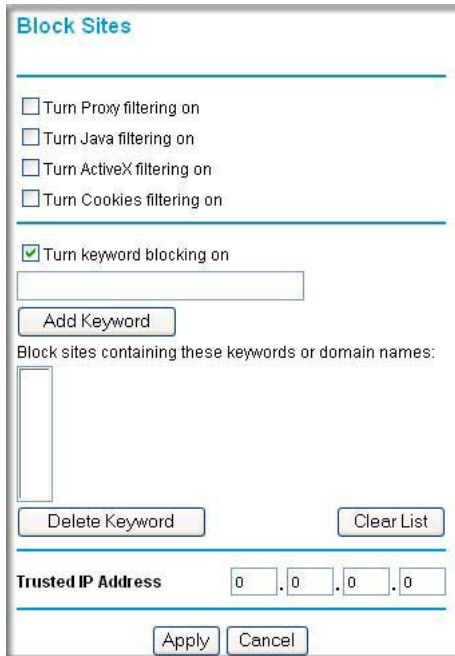 Block Sites
Turn Proxy filtering on
Turn Java filtering on
Turn ActiveX filtering on
Turn Cookies filtering on
Turn keyword blocking on
Add Keyword
Block sites containing these keywords or domain names:
Delete Keyword Clear List
Trusted IP Address 0 . 0 . 0 . 0
Apply Cancel